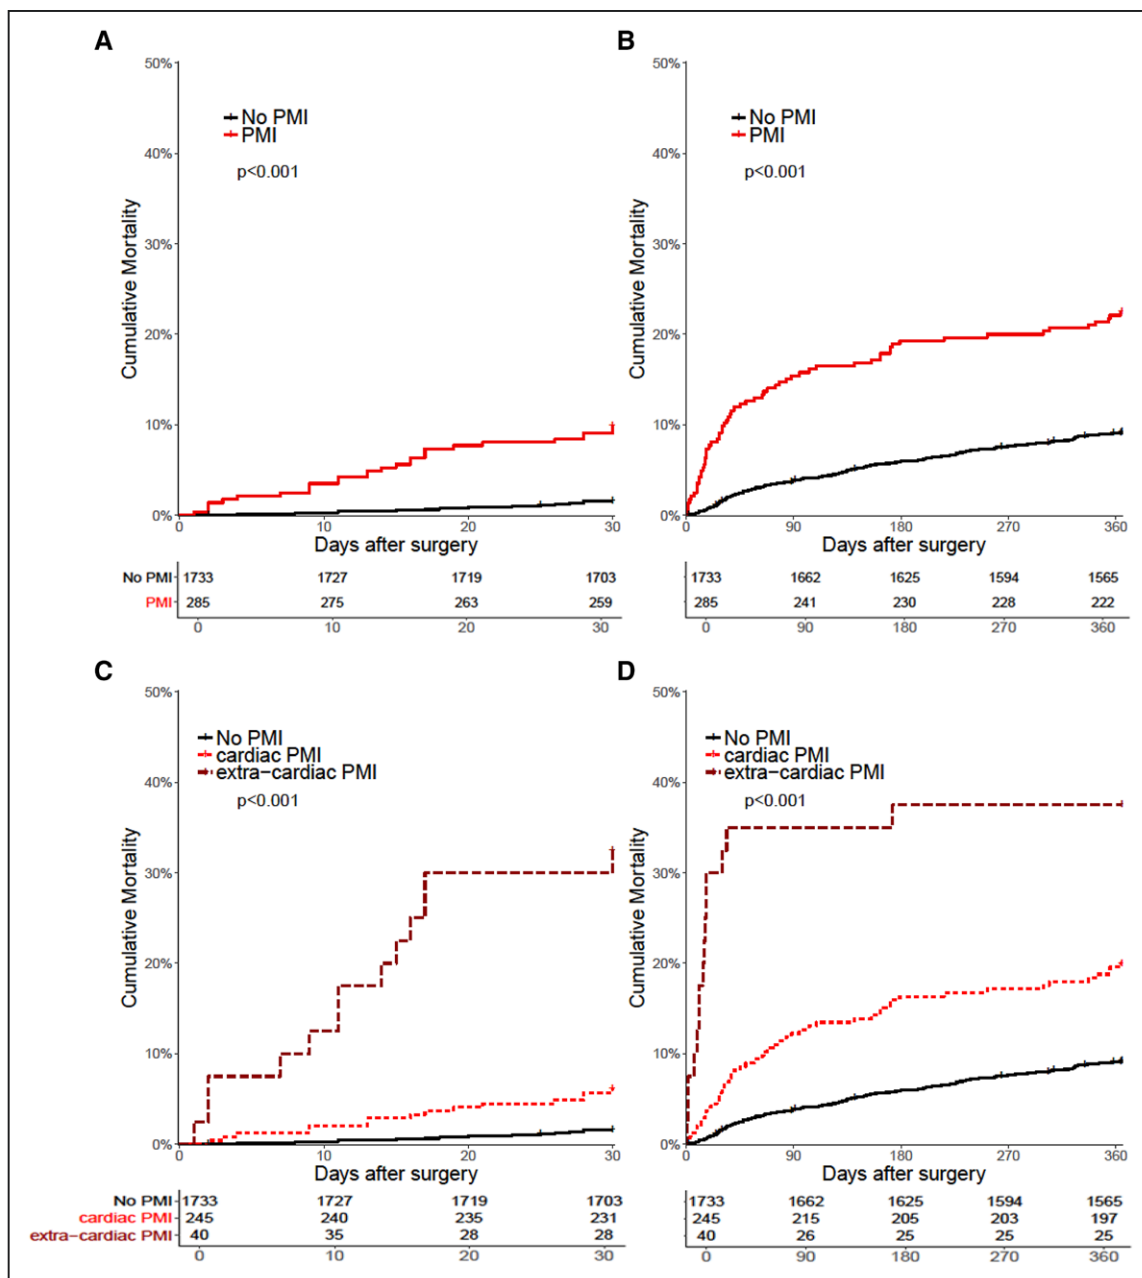 A
50%
40%
30%
20%
10%
0%
Cumulative Mortality
No PMI
PMI
p<0.001
0 10 20 30
Days after surgery
No PMI 1733 1727 1719 1703
PMI 285 275 263 259
0 10 20 30
B
50%
40%
30%
20%
10%
0%
Cumulative Mortality
No PMI
PMI
p<0.001
0 90 180 270 360
Days after surgery
1733 1662 1625 1594 1565
285 241 230 228 222
0 90 180 270 360
C
50%
40%
30%
20%
10%
0%
Cumulative Mortality
No PMI
cardiac PMI
extra-cardiac PMI
p<0.001
0 10 20 30
Days after surgery
No PMI 1733 1727 1719 1703
cardiac PMI 245 240 235 231
extra-cardiac PMI 40 35 28 28
0 10 20 30
D
50%
40%
30%
20%
10%
0%
Cumulative Mortality
No PMI
cardiac PMI
extra-cardiac PMI
p<0.001
0 90 180 270 360
Days after surgery
1733 1662 1625 1594 1565
245 215 205 203 197
40 26 25 25 25
0 90 180 270 360